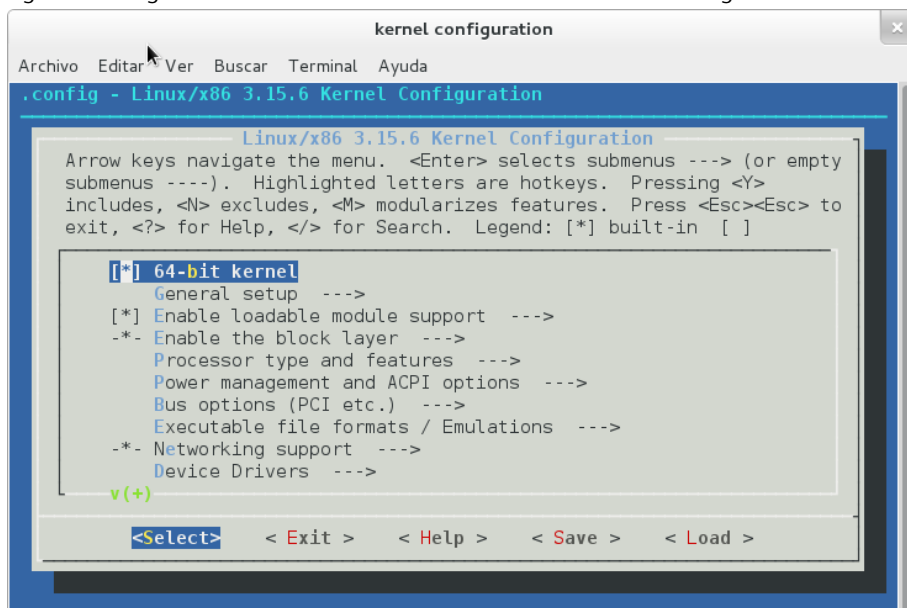 kernel configuration
Archivo Editar Ver Buscar Terminal Ayuda
.config - Linux/x86 3.15.6 Kernel Configuration
Linux/x86 3.15.6 Kernel Configuration
Arrow keys navigate the menu.  <Enter> selects submenus ---> (or empty
submenus ----).  Highlighted letters are hotkeys.  Pressing <Y>
includes, <N> excludes, <M> modularizes features.  Press <Esc><Esc> to
exit, <?> for Help, </> for Search.  Legend: [*] built-in  [ ]
[*] 64-bit kernel
General setup  --->
[*] Enable loadable module support  --->
-*- Enable the block layer  --->
Processor type and features  --->
Power management and ACPI options  --->
Bus options (PCI etc.)  --->
Executable file formats / Emulations  --->
-*- Networking support  --->
Device Drivers  --->
v(+)
<Select>    < Exit >    < Help >    < Save >    < Load >